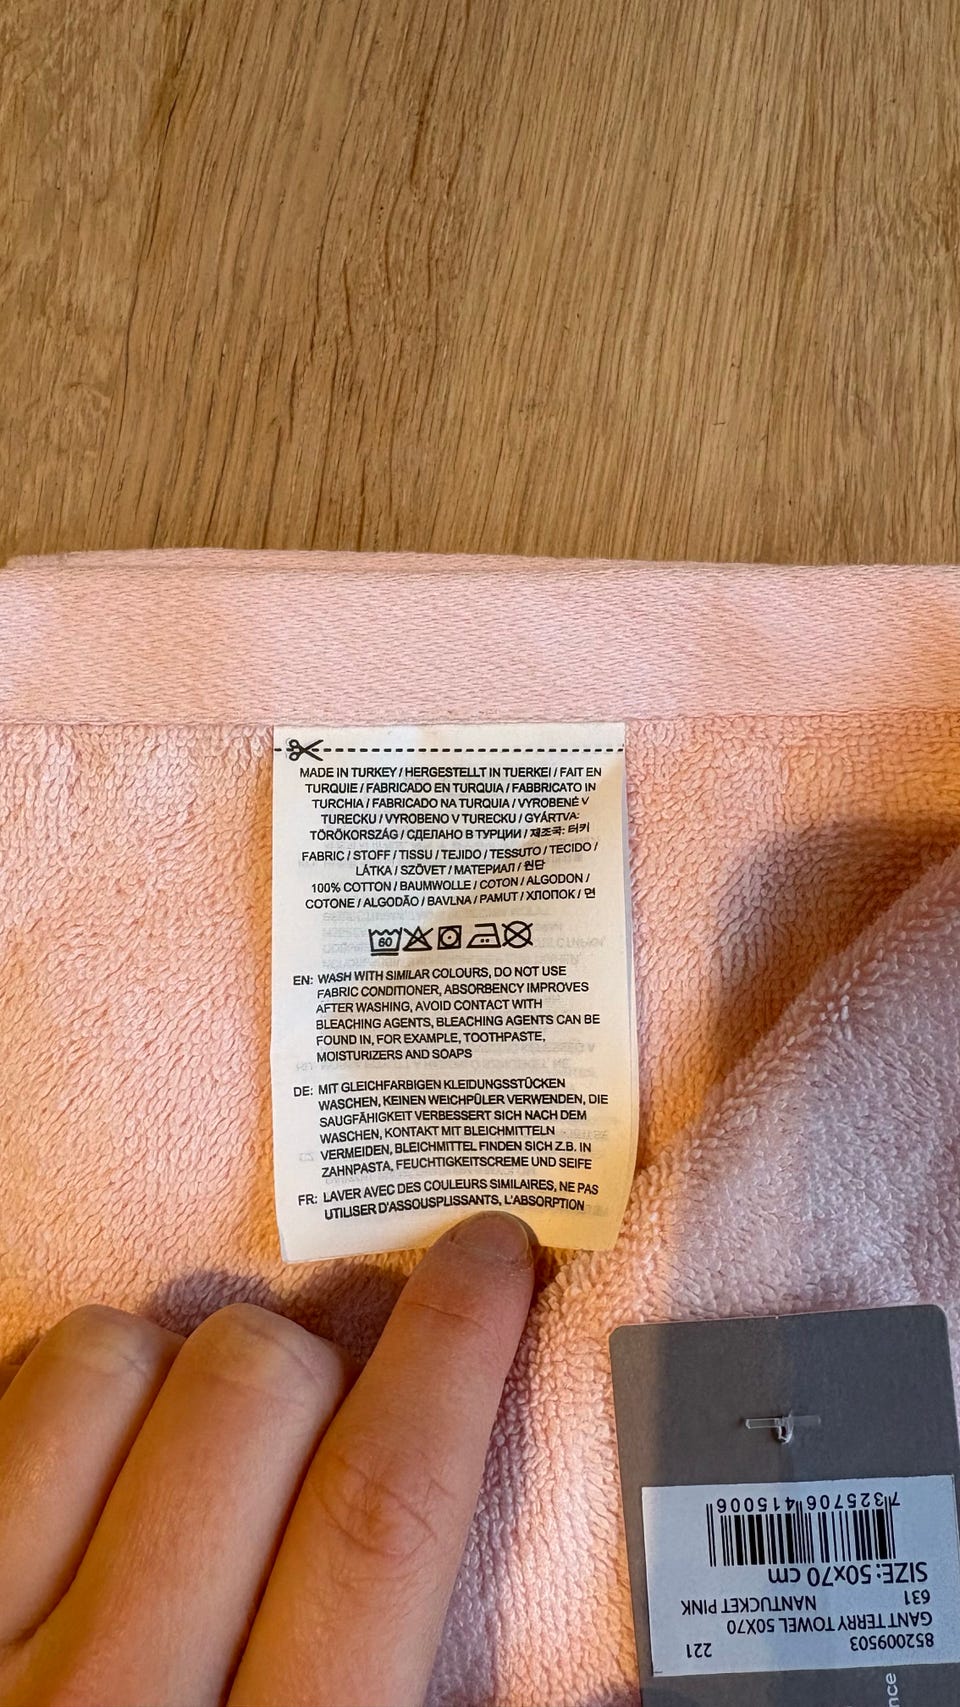 MADE IN TURKEY / HERGESTELLT IN TUERKEI / FAIT EN
TURQUIE / FABRICADO EN TURQUIA / FABBRICATO IN
TURCHIA / FABRICADO NA TURQUIA / VYROBENÉ V
TURECKU / VYROBENO V TURECKU / GYÁRTVA:
TÖRÖKORSZÁG / СДЕЛАНО В ТУРЦИИ / 제조국: 터키
FABRIC / STOFF / TISSU / TEJIDO / TESSUTO / TECIDO /
LÁTKA / SZÖVET / МАТЕРИАЛ / 원단
100% COTTON / BAUMWOLLE / COTON / ALGODON /
COTONE / ALGODÃO / BAVLNA / PAMUT / ХЛОПОК / 면
60
EN: WASH WITH SIMILAR COLOURS, DO NOT USE
FABRIC CONDITIONER, ABSORBENCY IMPROVES
AFTER WASHING, AVOID CONTACT WITH
BLEACHING AGENTS, BLEACHING AGENTS CAN BE
FOUND IN, FOR EXAMPLE, TOOTHPASTE,
MOISTURIZERS AND SOAPS
DE: MIT GLEICHFARBIGEN KLEIDUNGSSTÜCKEN
WASCHEN, KEINEN WEICHPÜLER VERWENDEN, DIE
SAUGFÄHIGKEIT VERBESSERT SICH NACH DEM
WASCHEN, KONTAKT MIT BLEICHMITTELN
VERMEIDEN, BLEICHMITTEL FINDEN SICH Z.B. IN
ZAHNPASTA, FEUCHTIGKEITSCREME UND SEIFE
FR: LAVER AVEC DES COULEURS SIMILAIRES, NE PAS
UTILISER D'ASSOUSPLISSANTS, L'ABSORPTION
852009503 221
GANT TERRY TOWEL 50X70
631 NANTUCKET PINK
SIZE: 50x70 cm
7 325706 415006